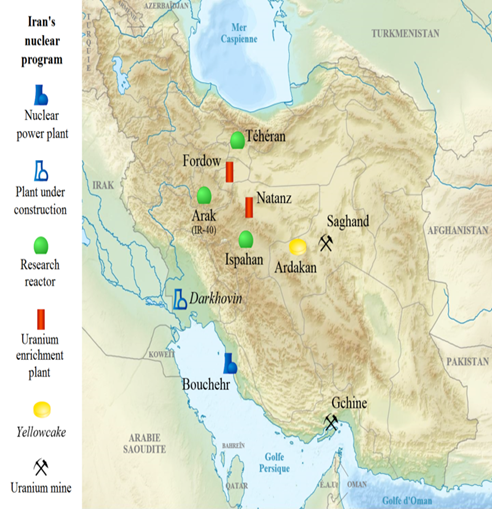 Iran's
nuclear
program
Nuclear
power plant
Plant under
construction
Research
reactor
Uranium
enrichment
plant
Yellowcake
Uranium mine
AZERBAÏDJAN
TURQUIE
Mer
Caspienne
TURKMENISTAN
Téhéran
Fordow
IRAK
Natanz
Arak
(IR-40)
Saghand
AFGHANISTAN
Ispahan
Ardakan
Darkhovin
KOWEÏT
PAKISTAN
Bouchehr
Gchine
ARABIE
SAOUDITE
BAHREÏN
Golfe
Persique
QATAR
E.A.U.
OMAN
Golfe d'Oman